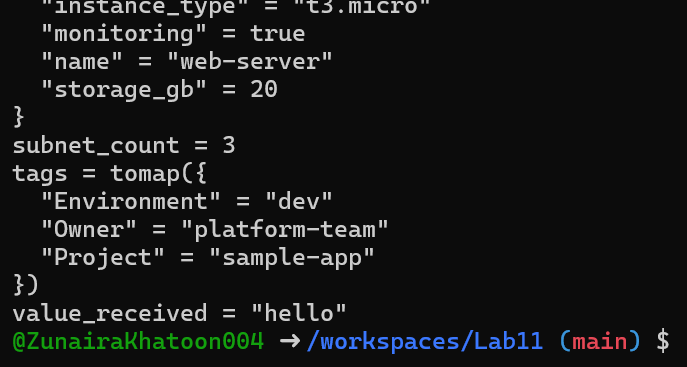 "instance_type" = "t3.micro"
"monitoring" = true
"name" = "web-server"
"storage_gb" = 20
}
subnet_count = 3
tags = tomap({
"Environment" = "dev"
"Owner" = "platform-team"
"Project" = "sample-app"
})
value_received = "hello"
@ZunairaKhatoon004 ➜ /workspaces/Lab11 (main) $